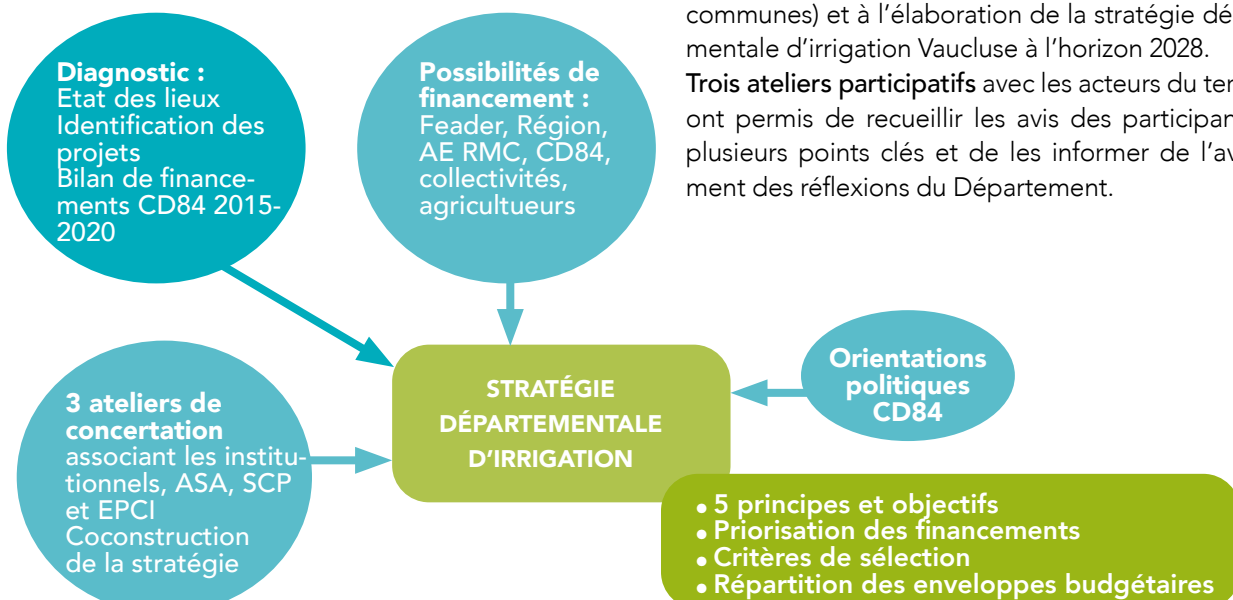 communes) et à l’élaboration de la stratégie dé
mentale d’irrigation Vaucluse à l’horizon 2028.
Trois ateliers participatifs avec les acteurs du ter
ont permis de recueillir les avis des participan
plusieurs points clés et de les informer de l’av
ment des réflexions du Département.
Diagnostic :
Etat des lieux
Identification des
projets
Bilan de finance-
ments CD84 2015-
2020
Possibilités de
financement :
Feader, Région,
AE RMC, CD84,
collectivités,
agricultueurs
3 ateliers de
concertation
associant les institu-
tionnels, ASA, SCP
et EPCI
Coconstruction
de la stratégie
STRATÉGIE
DÉPARTEMENTALE
D’IRRIGATION
Orientations
politiques
CD84
• 5 principes et objectifs
• Priorisation des financements
• Critères de sélection
• Répartition des enveloppes budgétaires